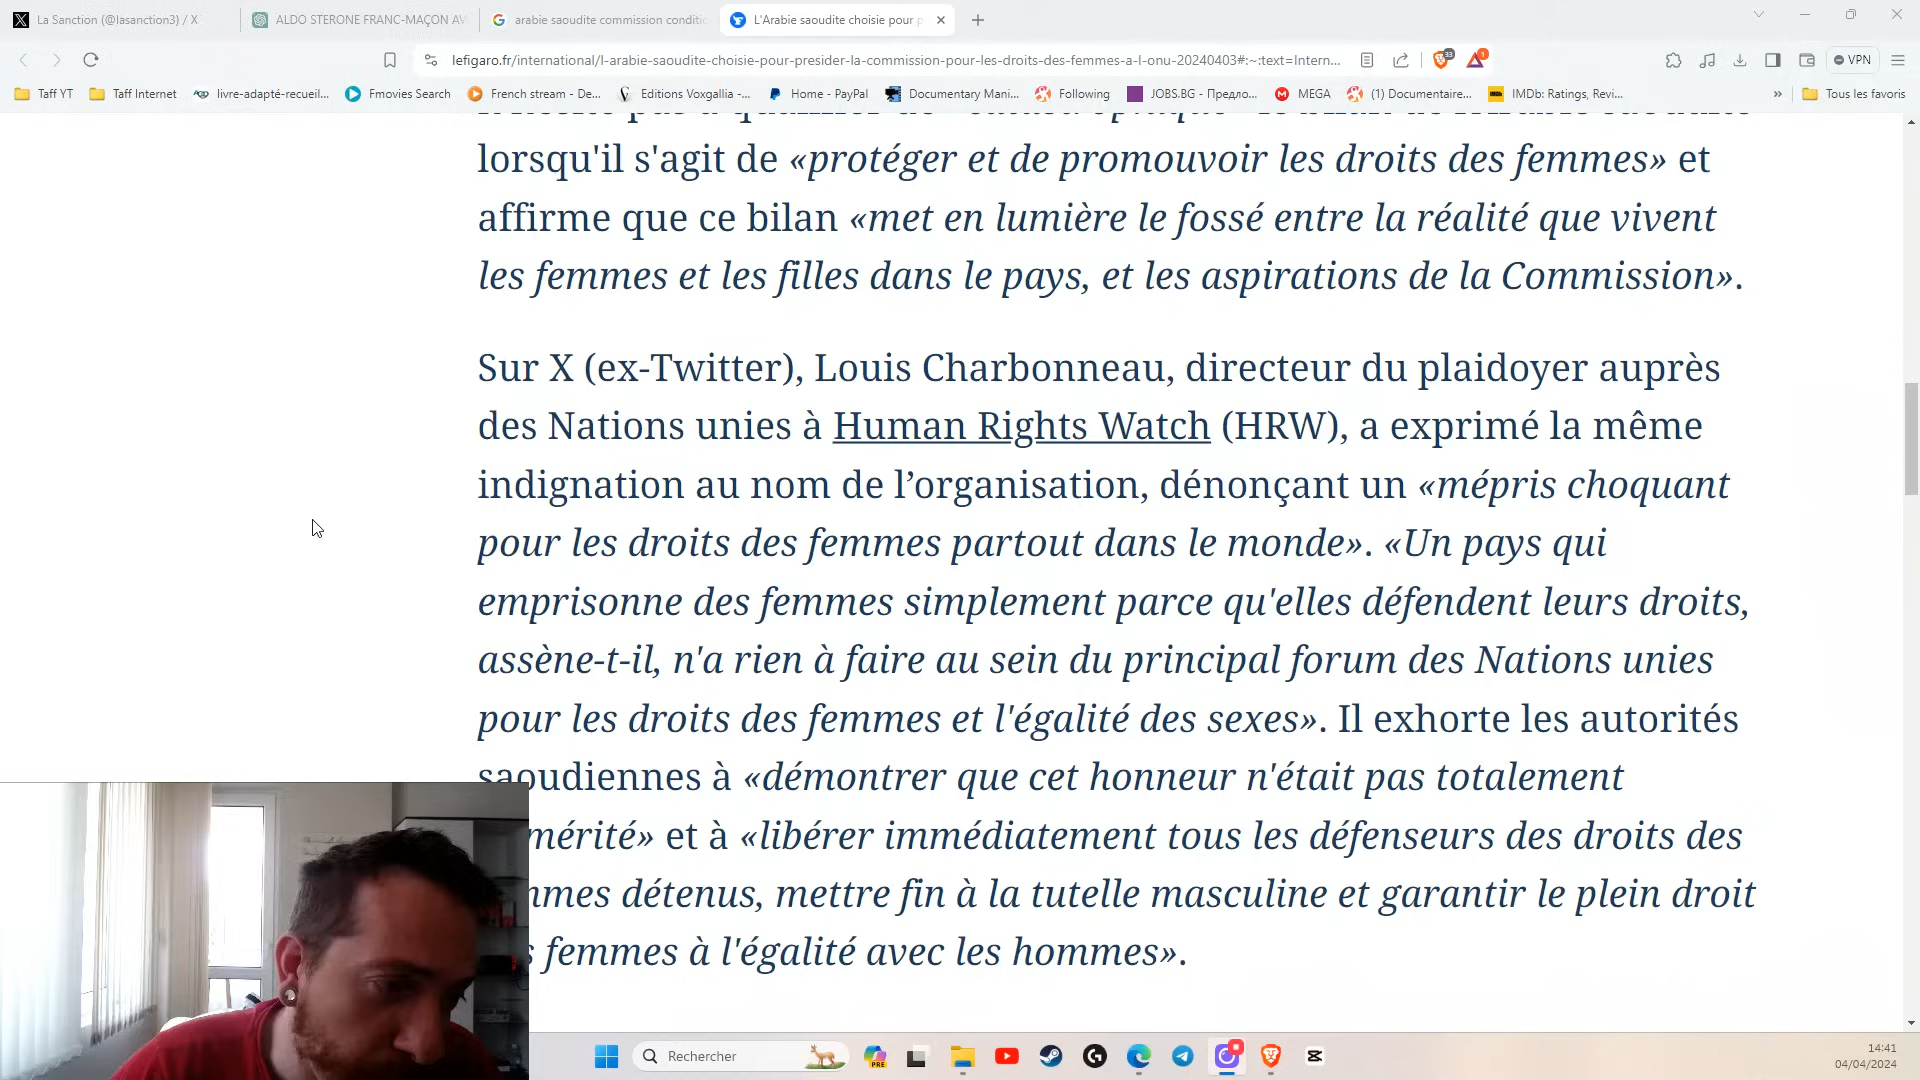 La Sanction (@lasanction3) / X
ALDO STERONE FRANC-MAÇON AV
arabie saoudite commission conditi
L'Arabie saoudite choisie pour p
lefigaro.fr/international/l-arabie-saoudite-choisie-pour-presider-la-commission-pour-les-droits-des-femmes-a-l-onu-20240403#:~:text=Intern...
33
1
VPN
Taff YT
Taff Internet
livre-adapté-recueil...
Fmovies Search
French stream - De...
Editions Voxgallia -...
Home - PayPal
Documentary Mani...
Following
JOBS.BG - Предло...
MEGA
(1) Documentaire...
IMDb: Ratings, Revi...
»
Tous les favoris
lorsqu'il s'agit de «protéger et de promouvoir les droits des femmes» et
affirme que ce bilan «met en lumière le fossé entre la réalité que vivent
les femmes et les filles dans le pays, et les aspirations de la Commission».
Sur X (ex-Twitter), Louis Charbonneau, directeur du plaidoyer auprès
des Nations unies à Human Rights Watch (HRW), a exprimé la même
indignation au nom de l’organisation, dénonçant un «mépris choquant
pour les droits des femmes partout dans le monde». «Un pays qui
emprisonne des femmes simplement parce qu'elles défendent leurs droits,
assène-t-il, n'a rien à faire au sein du principal forum des Nations unies
pour les droits des femmes et l'égalité des sexes». Il exhorte les autorités
saoudiennes à «démontrer que cet honneur n'était pas totalement
mérité» et à «libérer immédiatement tous les défenseurs des droits des
mmes détenus, mettre fin à la tutelle masculine et garantir le plein droit
femmes à l'égalité avec les hommes».
Rechercher
PRE
14:41
04/04/2024